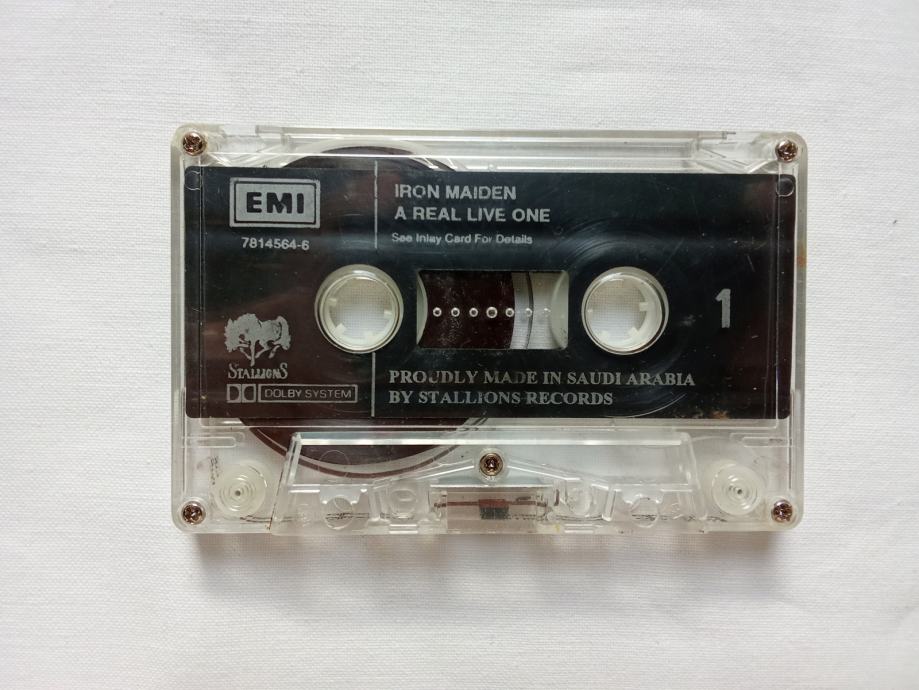 EMI
7814564-6
IRON MAIDEN
A REAL LIVE ONE
See Inlay Card For Details
1
STALLIONS
DOLBY SYSTEM
PROUDLY MADE IN SAUDI ARABIA
BY STALLIONS RECORDS